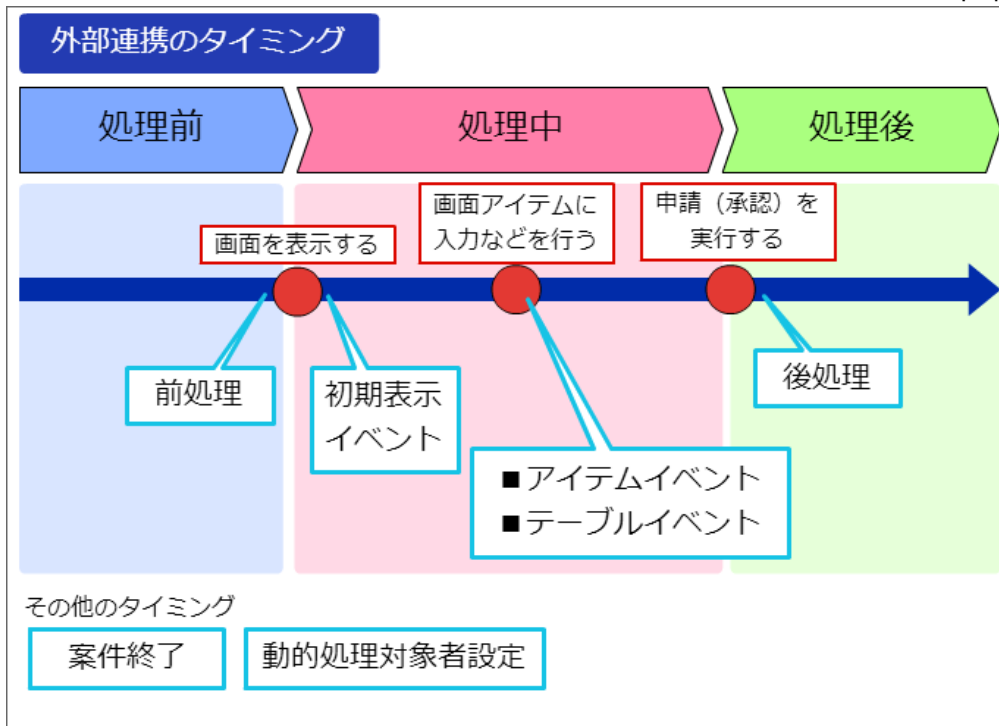 外部連携のタイミング
処理前
処理中
処理後
画面を表示する
画面アイテムに
入力などを行う
申請（承認）を
実行する
前処理
初期表示
イベント
■アイテムイベント
■テーブルイベント
後処理
その他のタイミング
案件終了
動的処理対象者設定